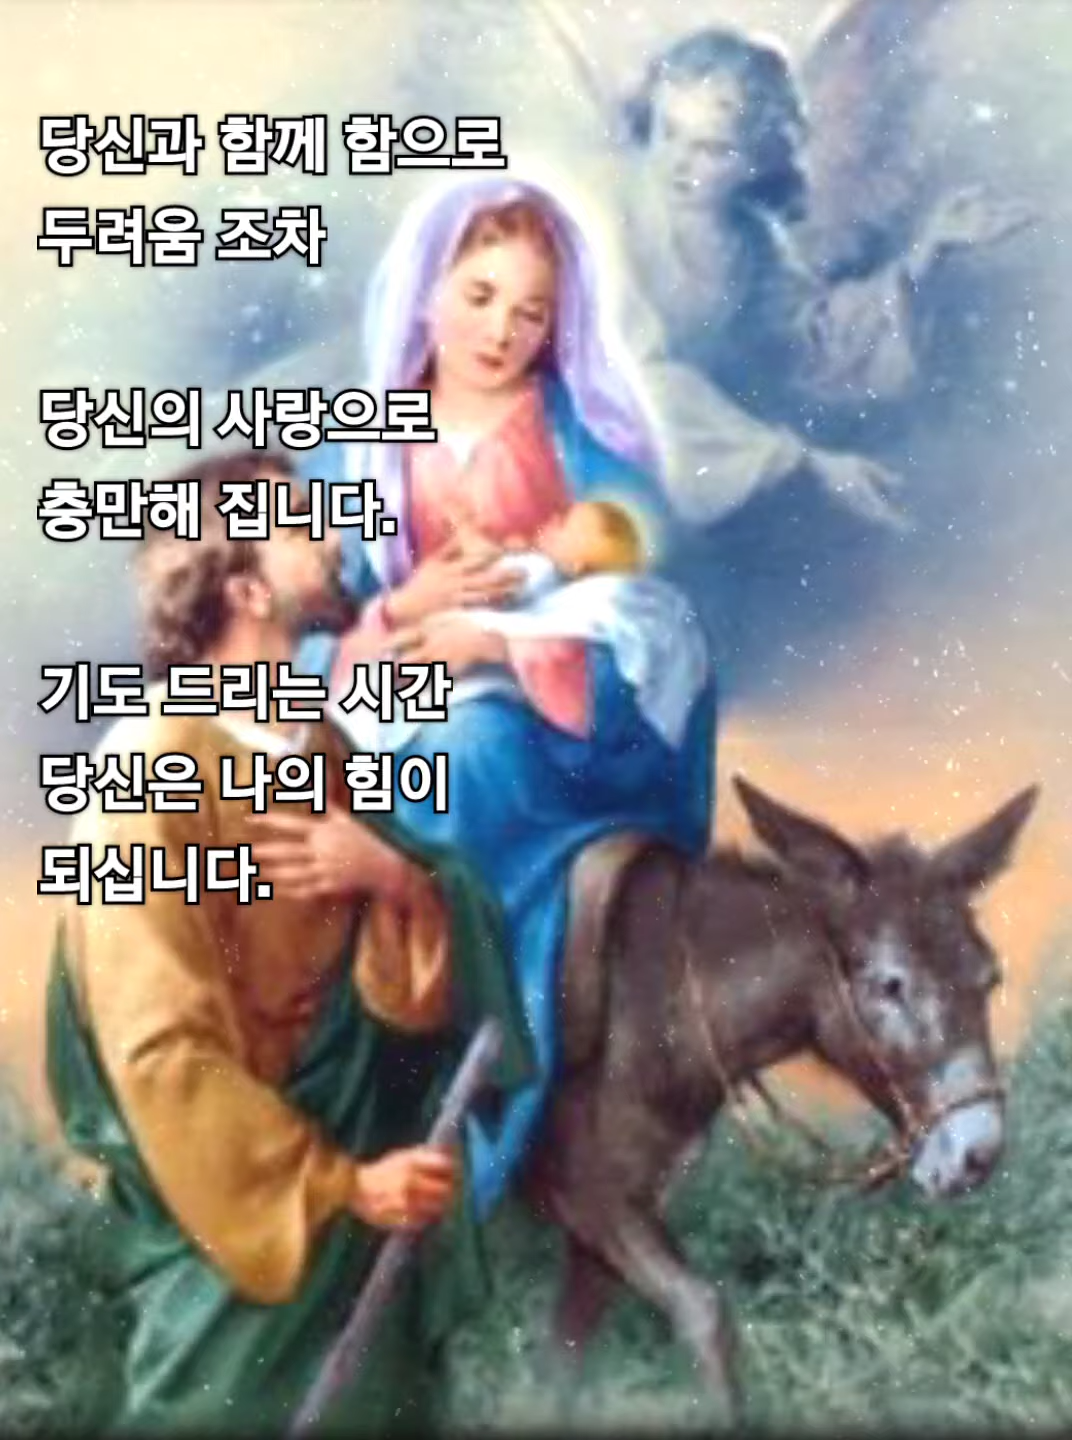 당신과 함께 함으로
두려움 조차
당신의 사랑으로
충만해 집니다.
기도 드리는 시간
당신은 나의 힘이
되십니다.